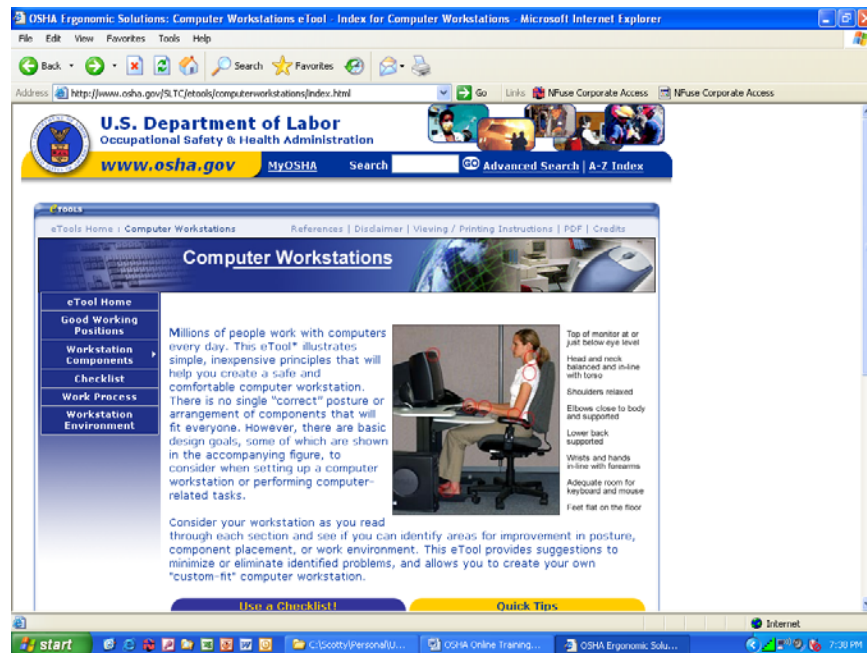 OSHA Ergonomic Solutions: Computer Workstations eTool - Index for Computer Workstations - Microsoft Internet Explorer
File Edit View Favorites Tools Help
Back Search Favorites
Address http://www.osha.gov/SLTC/etools/computerworkstations/index.html Go Links NFuse Corporate Access NFuse Corporate Access
U.S. Department of Labor
Occupational Safety & Health Administration
www.osha.gov MyOSHA Search GO Advanced Search | A-Z Index
eTOOLS
eTools Home : Computer Workstations References | Disclaimer | Viewing / Printing Instructions | PDF | Credits
Computer Workstations
eTool Home
Good Working
Positions
Workstation
Components
Checklist
Work Process
Workstation
Environment
Millions of people work with computers
every day. This eTool* illustrates
simple, inexpensive principles that will
help you create a safe and
comfortable computer workstation.
There is no single "correct" posture or
arrangement of components that will
fit everyone. However, there are basic
design goals, some of which are shown
in the accompanying figure, to
consider when setting up a computer
workstation or performing computer-
related tasks.
Top of monitor at or
just below eye level
Head and neck
balanced and in-line
with torso
Shoulders relaxed
Elbows close to body
and supported
Lower back
supported
Wrists and hands
in-line with forearms
Adequate room for
keyboard and mouse
Feet flat on the floor
Consider your workstation as you read
through each section and see if you can identify areas for improvement in posture,
component placement, or work environment. This eTool provides suggestions to
minimize or eliminate identified problems, and allows you to create your own
"custom-fit" computer workstation.
Use a Checklist! Quick Tips
Internet
start C:\Scotty\Personal\U... OSHA Online Training... OSHA Ergonomic Solu... 7:30 PM